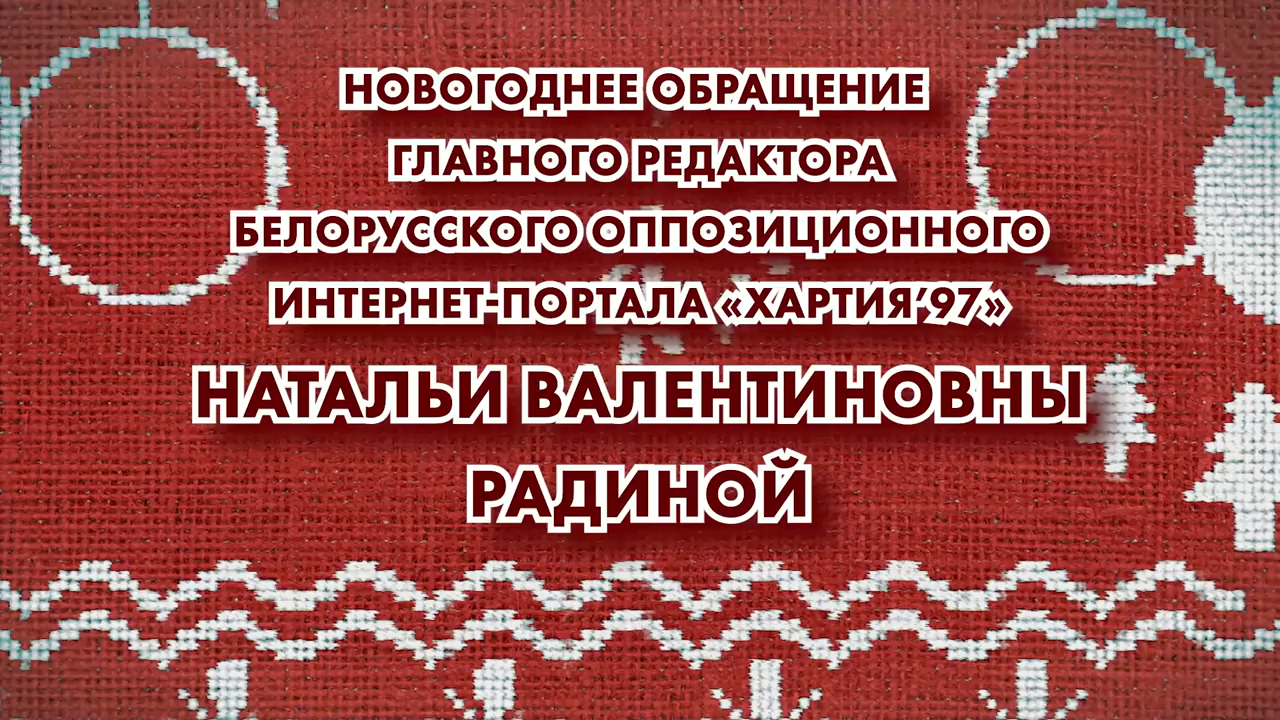 НОВОГОДНЕЕ ОБРАЩЕНИЕ
ГЛАВНОГО РЕДАКТОРА
БЕЛОРУССКОГО ОППОЗИЦИОННОГО
ИНТЕРНЕТ-ПОРТАЛА «ХАРТИЯ’97»
НАТАЛЬИ ВАЛЕНТИНОВНЫ
РАДИНОЙ